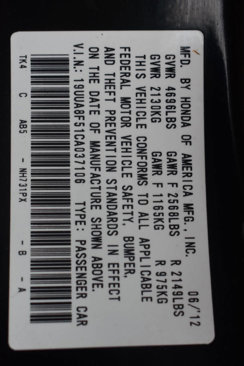 MFD. BY HONDA OF AMERICA MFG., INC. 06/'12
GVWR 4696LBS GAWR F 2568LBS R 2149LBS
GVWR 2130KG GAWR F 1165KG R 975KG
THIS VEHICLE CONFORMS TO ALL APPLICABLE
FEDERAL MOTOR VEHICLE SAFETY, BUMPER,
AND THEFT PREVENTION STANDARDS IN EFFECT
ON THE DATE OF MANUFACTURE SHOWN ABOVE.
V.I.N.: 19UUA8F51CA037106 TYPE: PASSENGER CAR
TK4 C AB5 - NH731PX - B - A